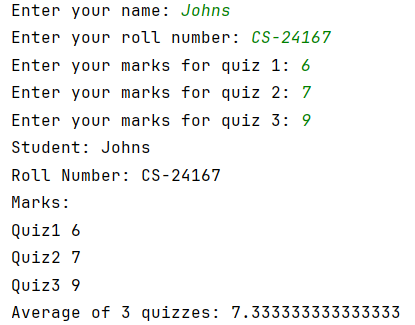 Enter your name: Johns
Enter your roll number: CS-24167
Enter your marks for quiz 1: 6
Enter your marks for quiz 2: 7
Enter your marks for quiz 3: 9
Student: Johns
Roll Number: CS-24167
Marks:
Quiz1 6
Quiz2 7
Quiz3 9
Average of 3 quizzes: 7.333333333333333